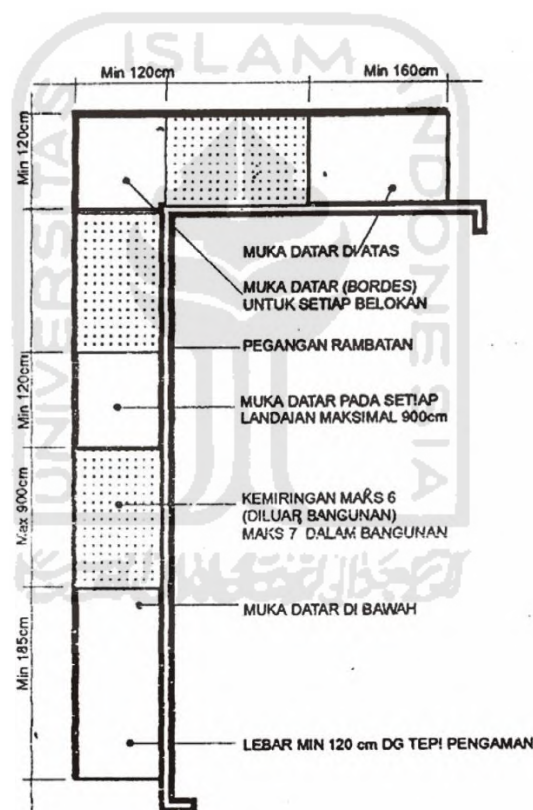 ISLAM
UNIVERSITAS
INDONESIA
Min 120cm
Min 160cm
Min 120cm
Min 120cm
Max 900cm
Min 185cm
MUKA DATAR DI ATAS
MUKA DATAR (BORDES)
UNTUK SETIAP BELOKAN
PEGANGAN RAMBATAN
MUKA DATAR PADA SETIAP
LANDAIAN MAKSIMAL 900cm
KEMIRINGAN MAKS 6
(DILUAR BANGUNAN)
MAKS 7 DALAM BANGUNAN
MUKA DATAR DI BAWAH
LEBAR MIN 120 cm DG TEPI PENGAMAN